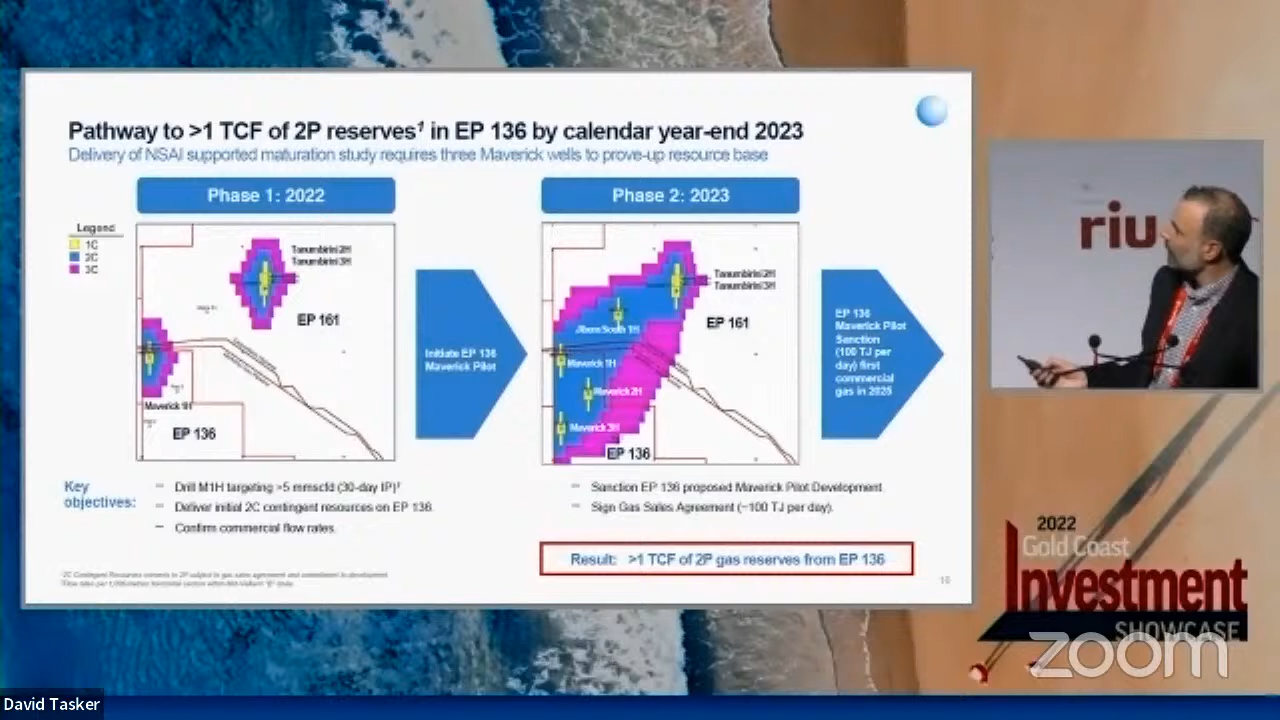 Pathway to >1 TCF of 2P reserves¹ in EP 136 by calendar year-end 2023
Delivery of NSAI supported maturation study requires three Maverick wells to prove-up resource base
Phase 1: 2022
Phase 2: 2023
Legend
1C
2C
3C
Tanumbirini 2H
Tanumbirini 3H
EP 161
Maverick 1H
EP 136
Initiate EP 136
Maverick Pilot
Tanumbirini 2H
Tanumbirini 3H
EP 161
Maverick 1H
Maverick 2H
Maverick 3H
EP 136
EP 136
Maverick Pilot
Sanction
(100 TJ per
day) first
commercial
gas in 2025
Key
objectives:
– Drill M1H targeting >5 mmscfd (30-day IP)²
– Deliver initial 2C contingent resources on EP 136.
– Confirm commercial flow rates.
– Sanction EP 136 proposed Maverick Pilot Development.
– Sign Gas Sales Agreement (~100 TJ per day).
Result: >1 TCF of 2P gas reserves from EP 136
riu
2022
Gold Coast
Investment
SHOWCASE
zoom
David Tasker